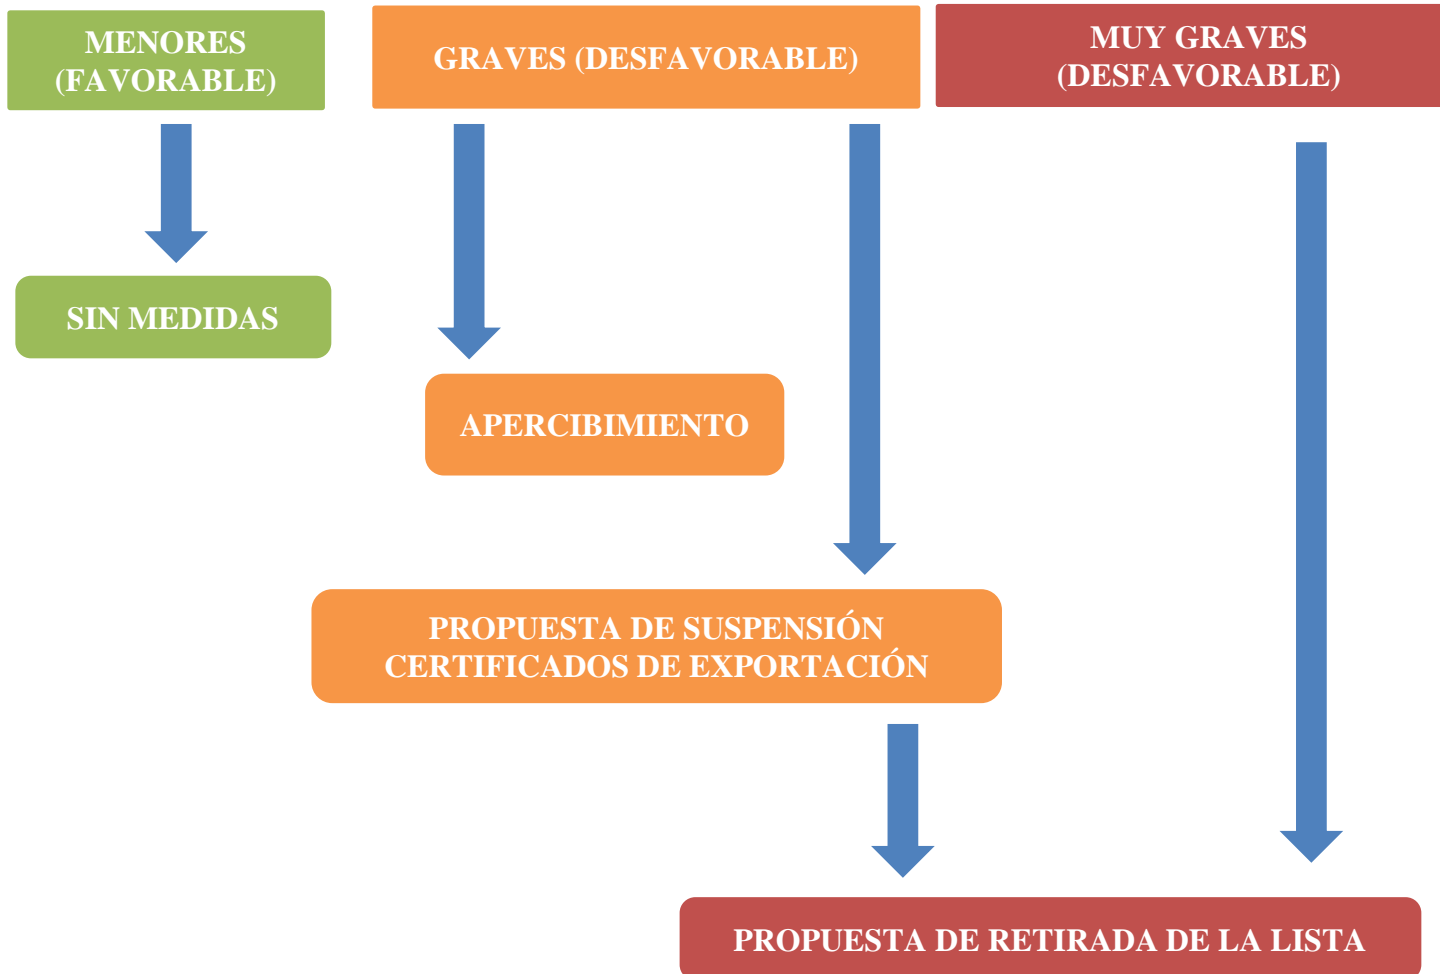 MENORES
(FAVORABLE)
GRAVES (DESFAVORABLE)
MUY GRAVES
(DESFAVORABLE)
SIN MEDIDAS
APERCIBIMIENTO
PROPUESTA DE SUSPENSIÓN
CERTIFICADOS DE EXPORTACIÓN
PROPUESTA DE RETIRADA DE LA LISTA